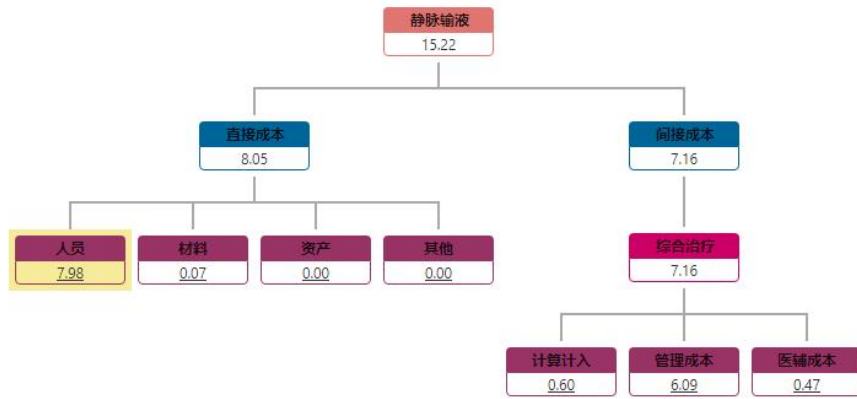 静脉输液
15.22
直接成本
8.05
间接成本
7.16
人员
7.98
材料
0.07
资产
0.00
其他
0.00
综合治疗
7.16
计算计入
0.60
管理成本
6.09
医辅成本
0.47